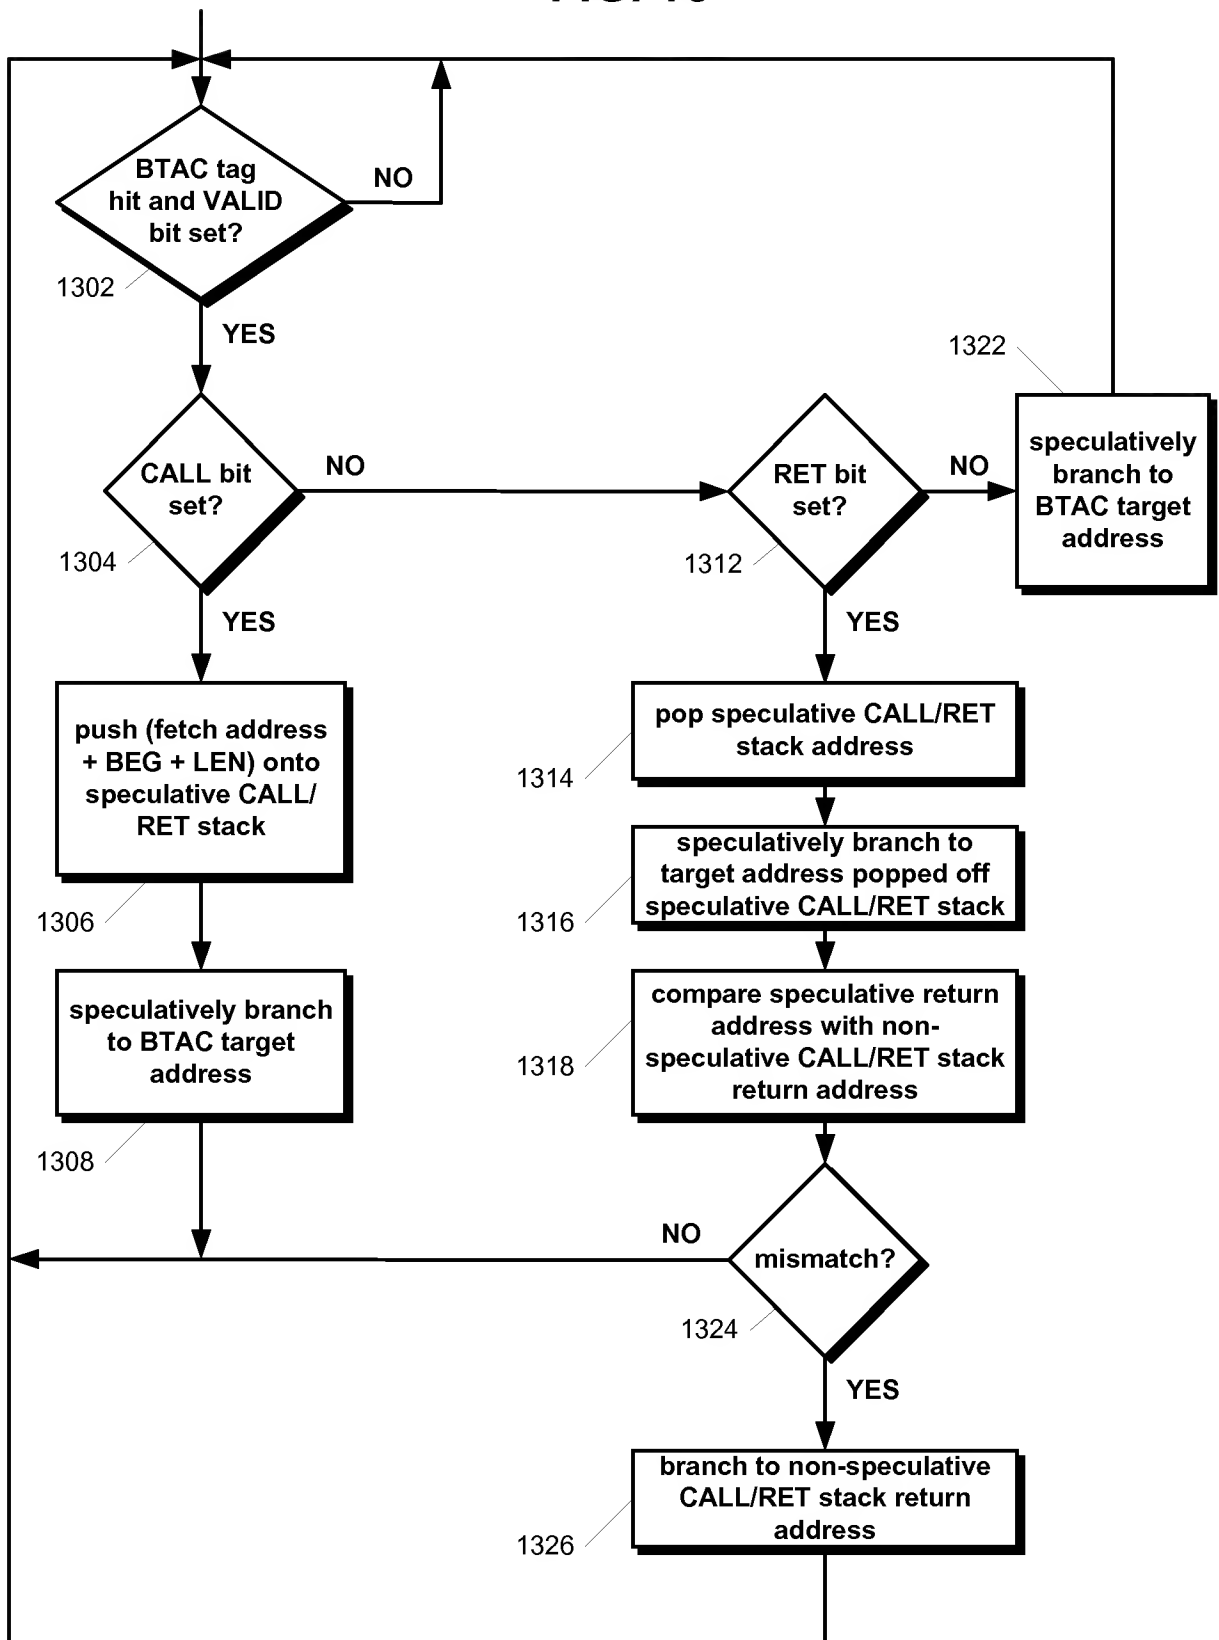 BTAC tag
hit and VALID
bit set?
NO
1302
YES
1322
CALL bit
set?
NO
RET bit
set?
NO
speculatively
branch to
BTAC target
address
1304
1312
YES
YES
push (fetch address
+ BEG + LEN) onto
speculative CALL/
RET stack
pop speculative CALL/RET
stack address
1314
speculatively branch to
target address popped off
speculative CALL/RET stack
1306
1316
speculatively branch
to BTAC target
address
compare speculative return
address with non-
speculative CALL/RET stack
return address
1318
1308
NO
mismatch?
1324
YES
branch to non-speculative
CALL/RET stack return
address
1326